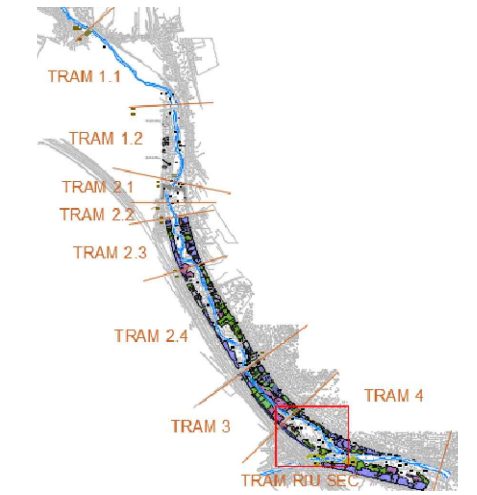 TRAM 1.1
TRAM 1.2
TRAM 2.1
TRAM 2.2
TRAM 2.3
TRAM 2.4
TRAM 4
TRAM 3
TRAM RIU SEC